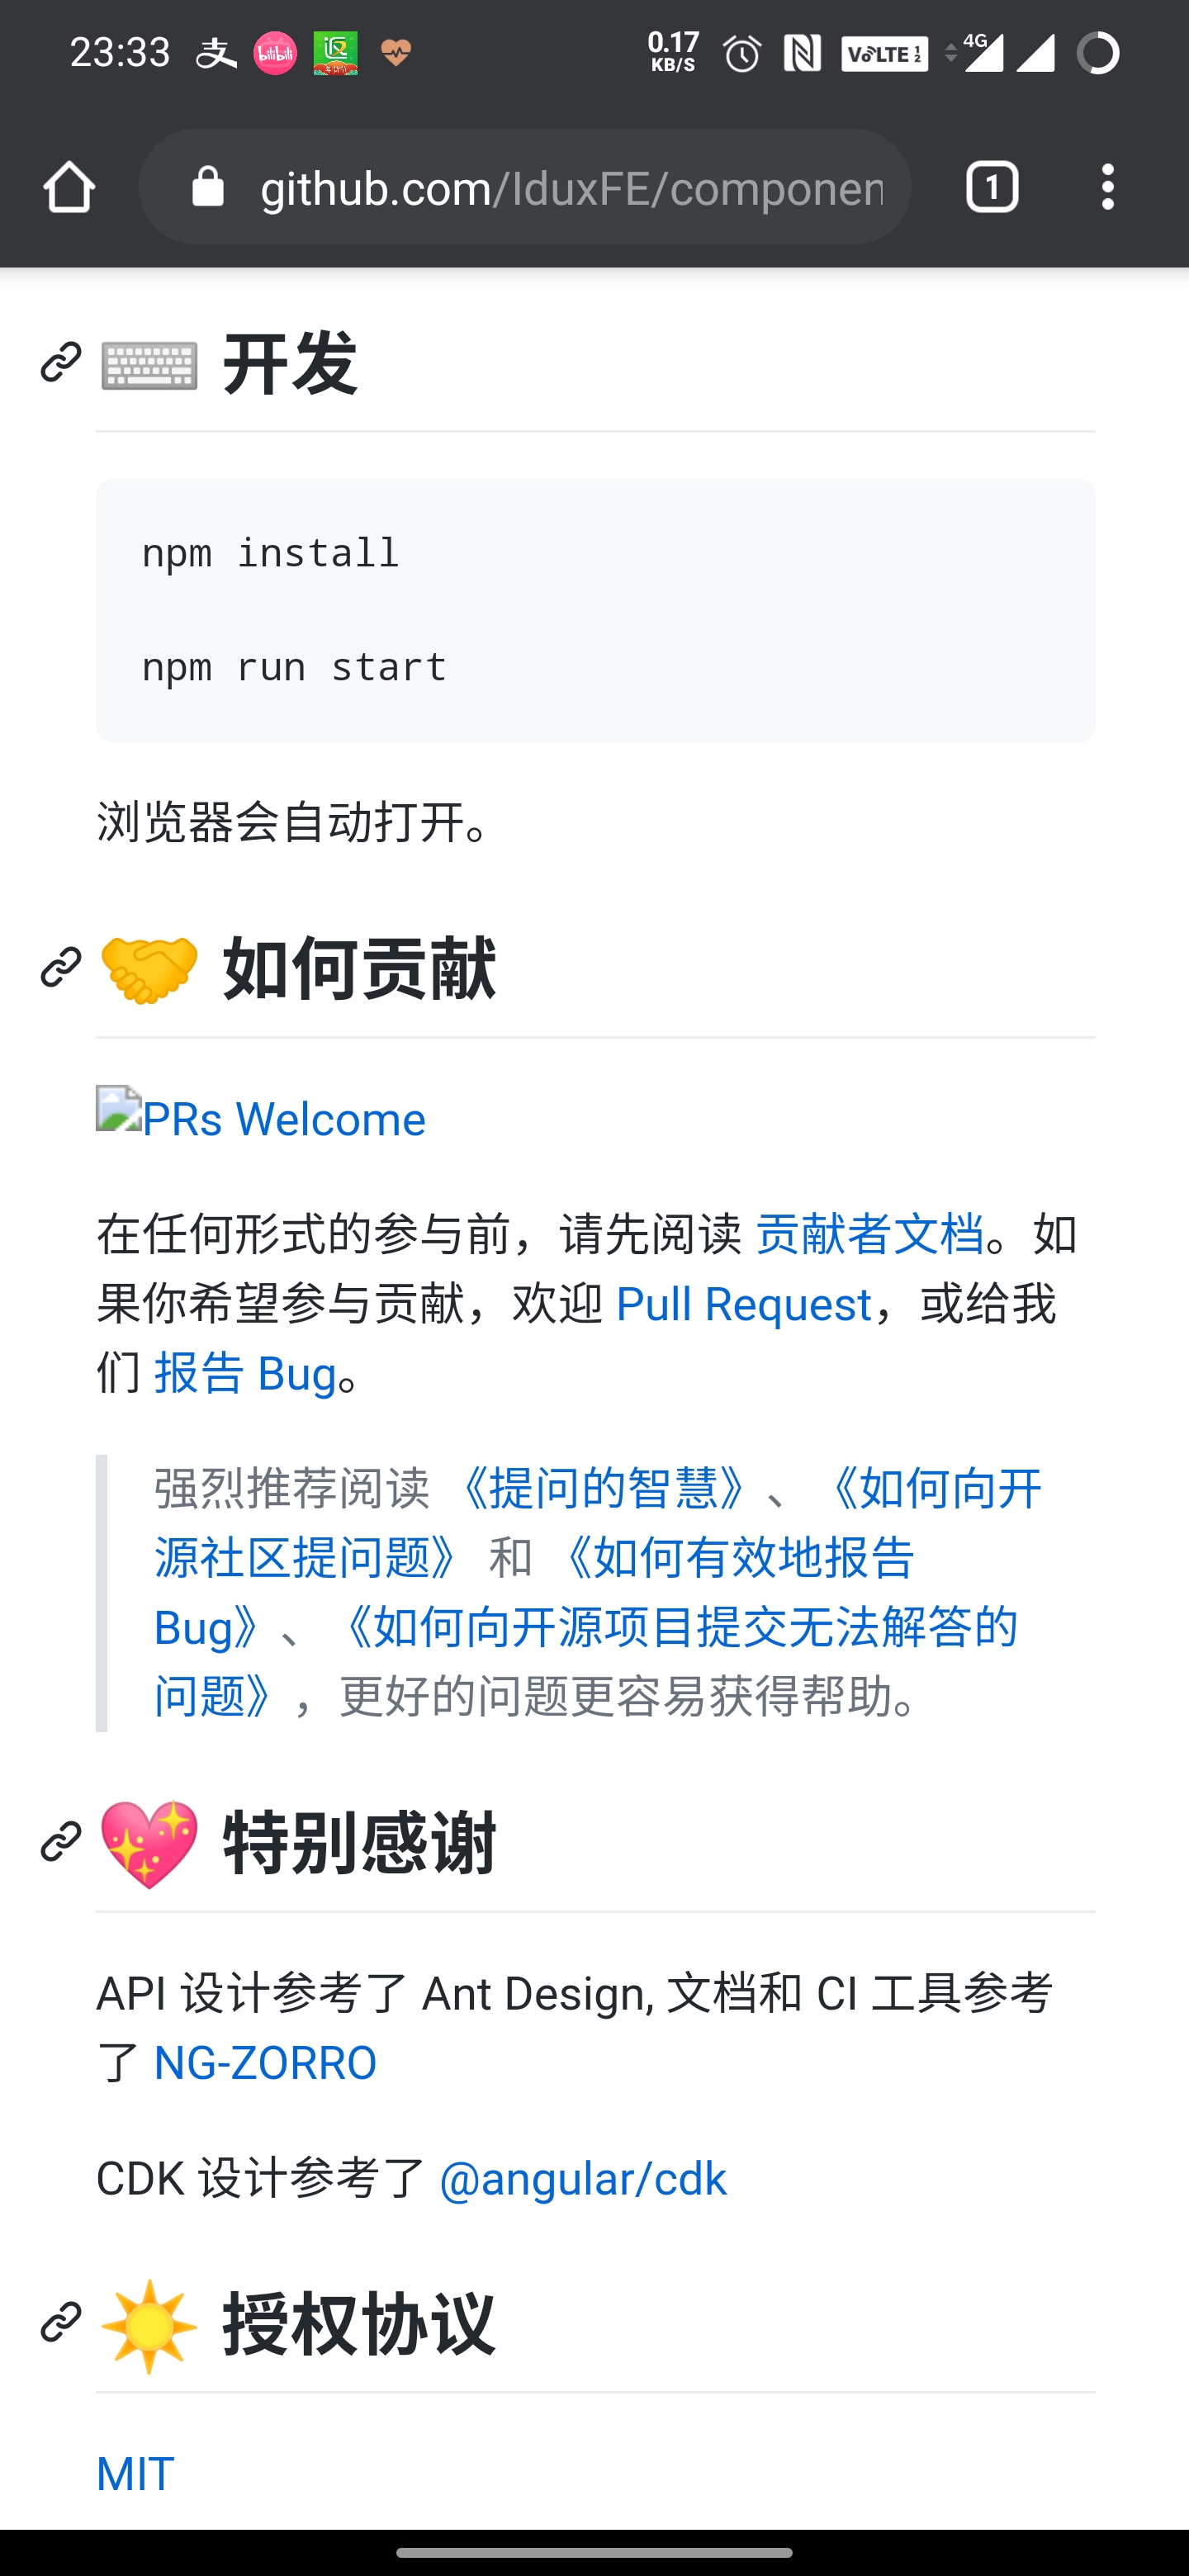 23:33 支 bilibili 返 0.17 KB/S VoLTE 1 2 4G
github.com/IduxFE/componen 1
开发
npm install
npm run start
浏览器会自动打开。
如何贡献
PRs Welcome
在任何形式的参与前，请先阅读 贡献者文档。如
果你希望参与贡献，欢迎 Pull Request，或给我
们 报告 Bug。
强烈推荐阅读 《提问的智慧》、《如何向开
源社区提问题》 和 《如何有效地报告
Bug》、《如何向开源项目提交无法解答的
问题》，更好的问题更容易获得帮助。
特别感谢
API 设计参考了 Ant Design, 文档和 CI 工具参考
了 NG-ZORRO
CDK 设计参考了 @angular/cdk
授权协议
MIT